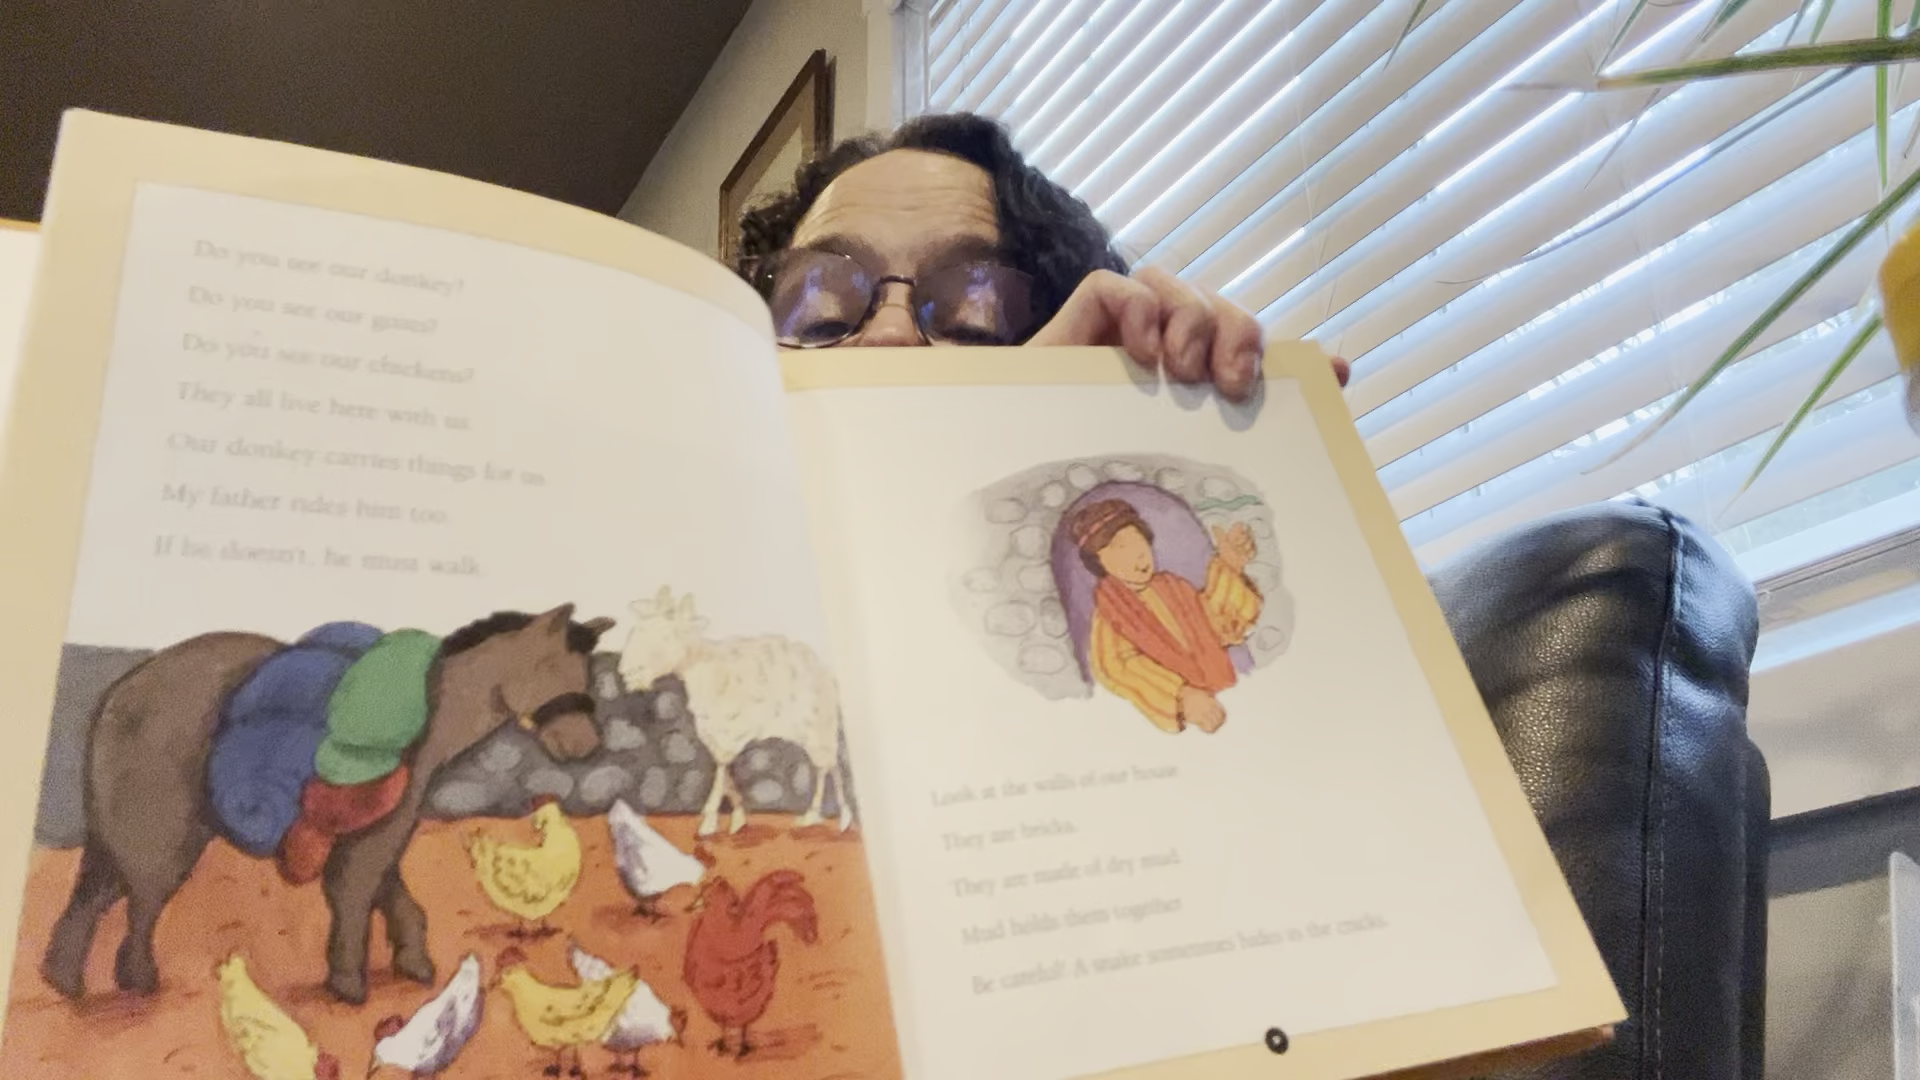 Do you see our donkey?
Do you see our goats?
Do you see our chickens?
They all live here with us.
Our donkey carries things for us.
My father rides him too.
If he doesn't, he must walk.
Look at the walls of our house.
They are bricks.
They are made of dry mud.
Mud holds them together.
Be careful! A snake sometimes hides in the cracks.